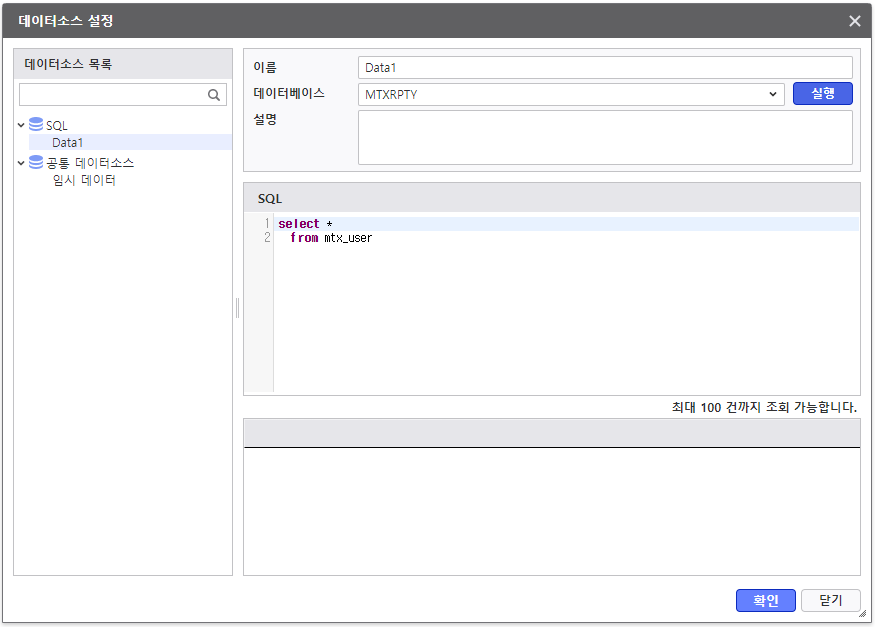 데이터소스 설정
데이터소스 목록
SQL
Data1
공통 데이터소스
임시 데이터
이름
Data1
데이터베이스
MTXRPTY
실행
설명
SQL
1 select *
2 from mtx_user
최대 100 건까지 조회 가능합니다.
확인
닫기